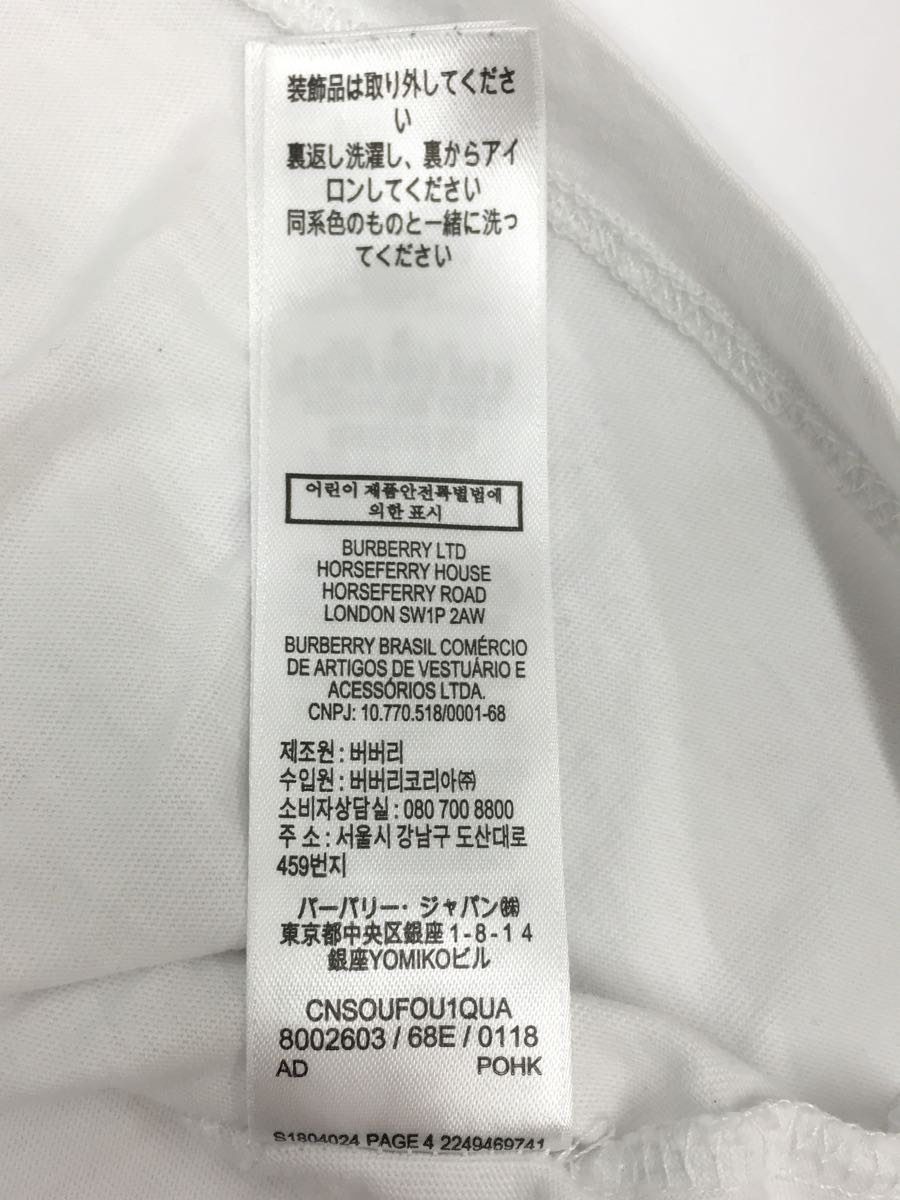 装飾品は取り外してくださ
い
裏返し洗濯し、裏からアイ
ロンしてください
同系色のものと一緒に洗っ
てください
어린이 제품안전특별법에
의한 표시
BURBERRY LTD
HORSEFERRY HOUSE
HORSEFERRY ROAD
LONDON SW1P 2AW
BURBERRY BRASIL COMÉRCIO
DE ARTIGOS DE VESTUÁRIO E
ACESSÓRIOS LTDA.
CNPJ: 10.770.518/0001-68
제조원 : 버버리
수입원 : 버버리코리아㈜
소비자상담실 : 080 700 8800
주 소 : 서울시 강남구 도산대로
459번지
バーバリー・ジャパン㈱
東京都中央区銀座 1 - 8 - 1 4
銀座YOMIKOビル
CNSOUFOU1QUA
8002603 / 68E / 0118
AD POHK
S1804024 PAGE 4 2249469741